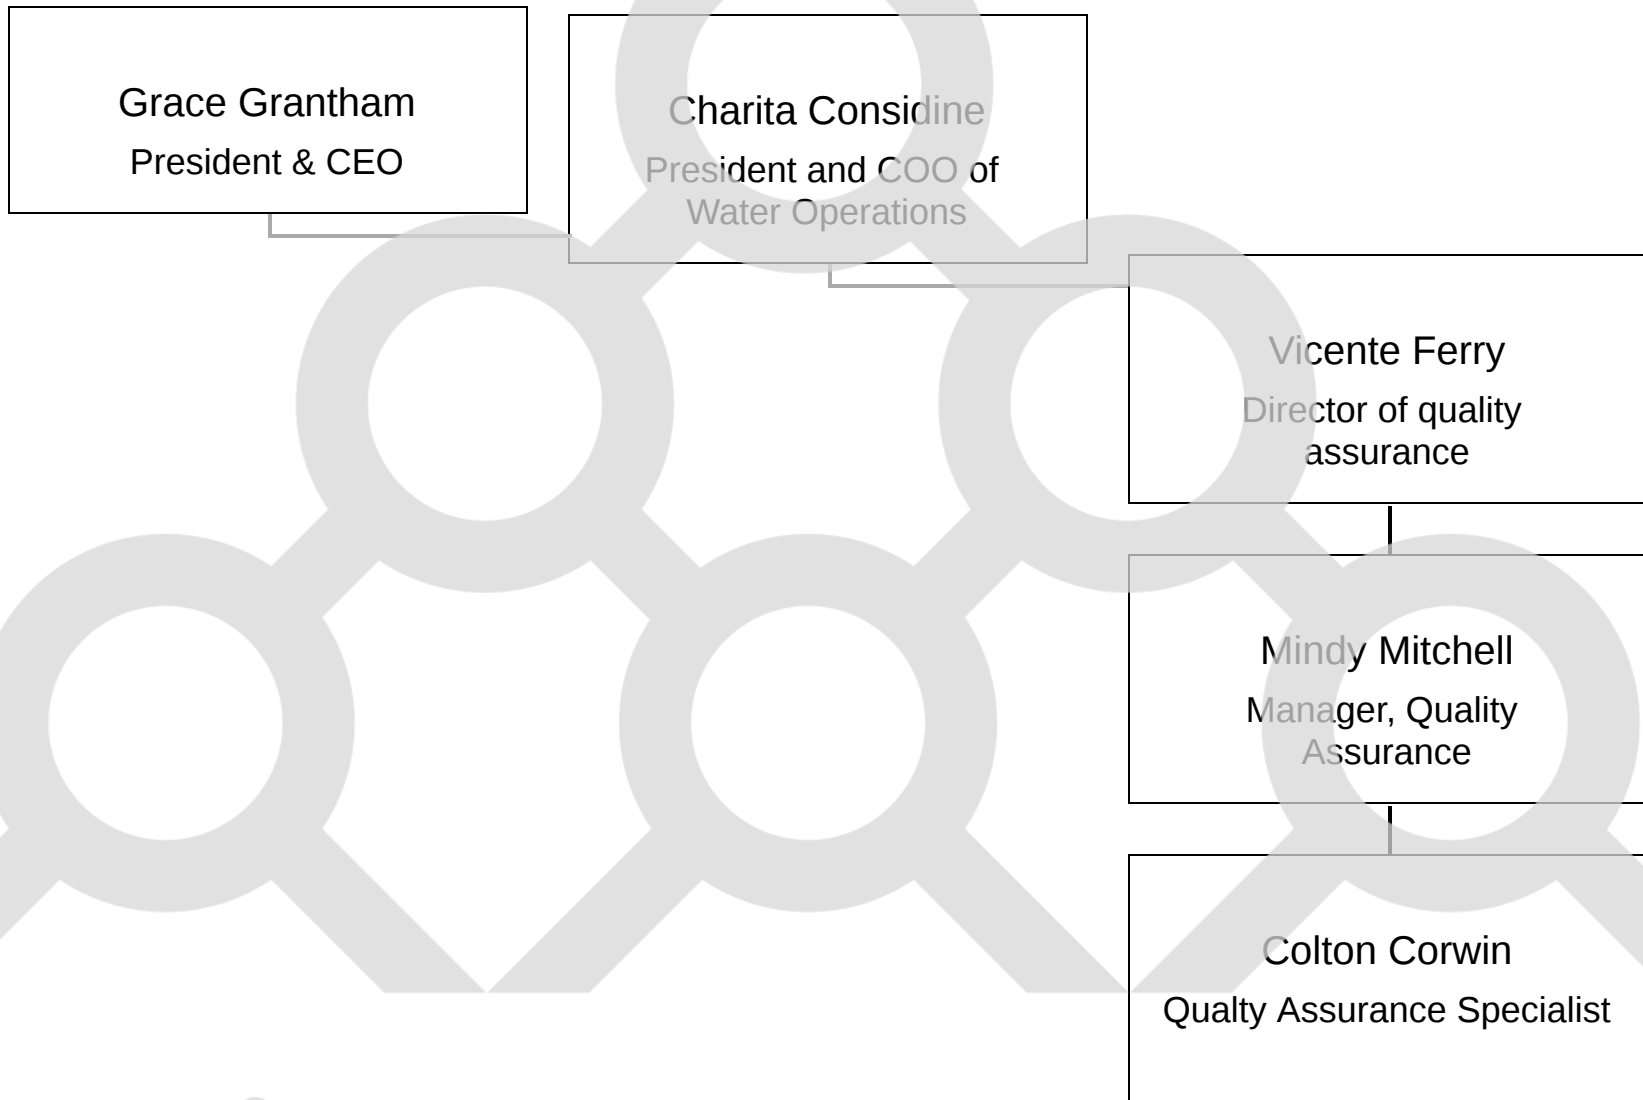 Grace Grantham
President & CEO
Charita Considine
President and COO of
Water Operations
Vicente Ferry
Director of quality
assurance
Mindy Mitchell
Manager, Quality
Assurance
Colton Corwin
Qualty Assurance Specialist